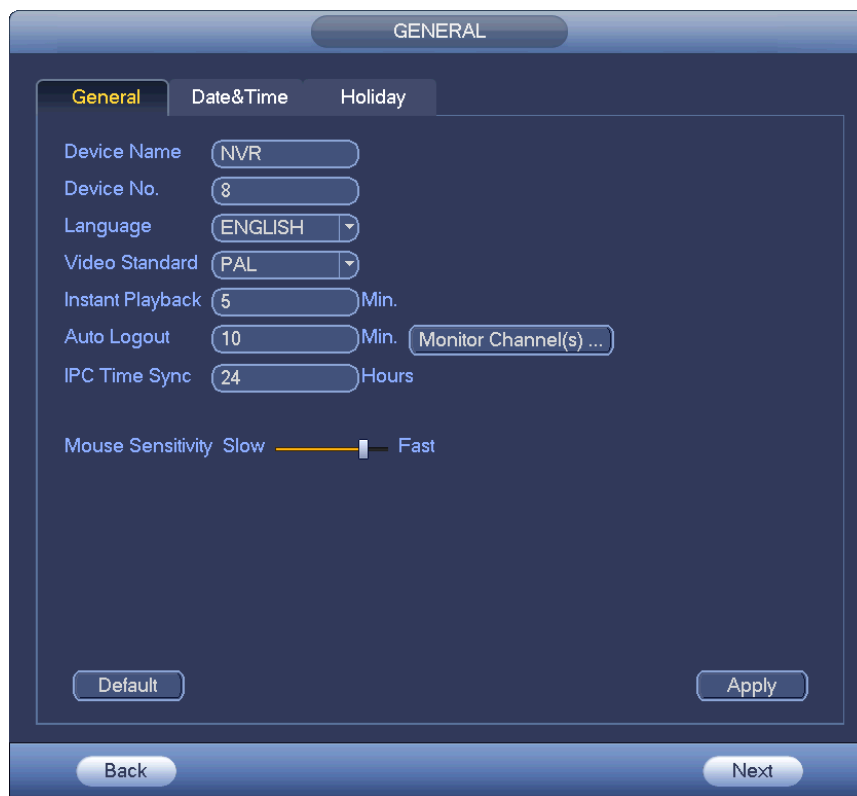 GENERAL
General Date&Time Holiday
Device Name NVR
Device No. 8
Language ENGLISH
Video Standard PAL
Instant Playback 5 Min.
Auto Logout 10 Min. Monitor Channel(s) ...
IPC Time Sync 24 Hours
Mouse Sensitivity Slow Fast
Default Apply
Back Next